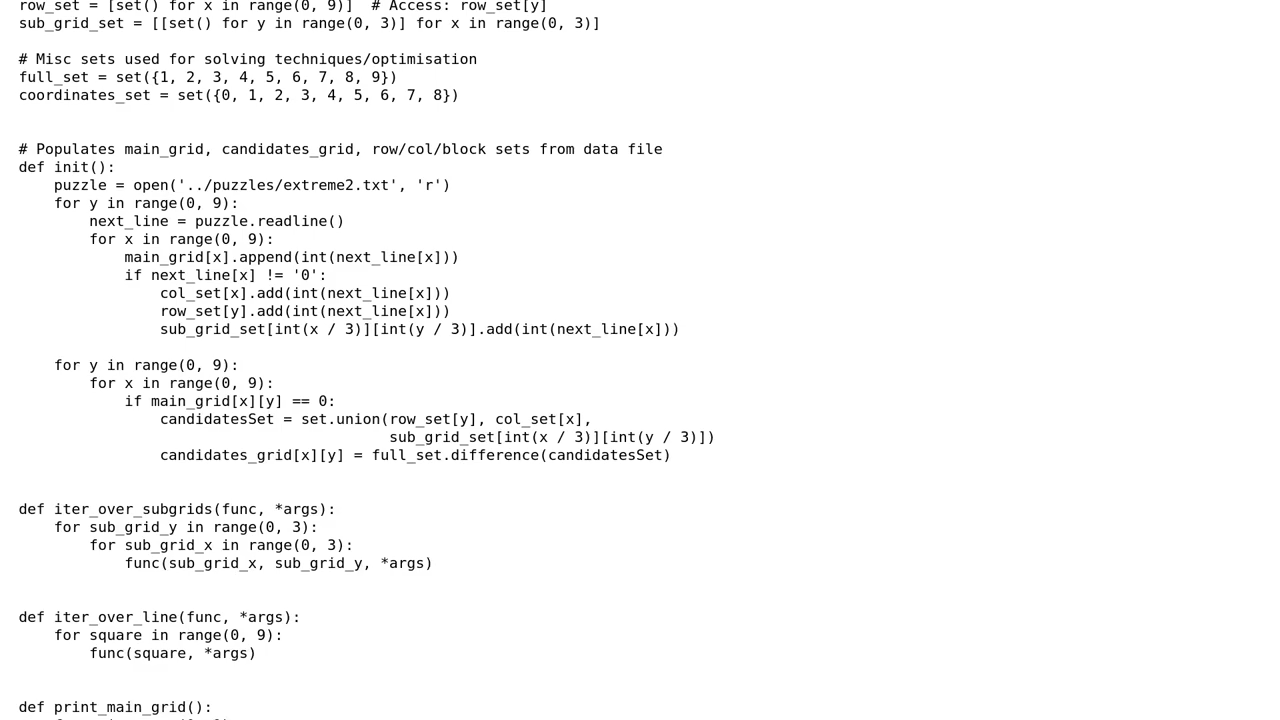 row_set = [set() for x in range(0, 9)]  # Access: row_set[y]
sub_grid_set = [[set() for y in range(0, 3)] for x in range(0, 3)]

# Misc sets used for solving techniques/optimisation
full_set = set({1, 2, 3, 4, 5, 6, 7, 8, 9})
coordinates_set = set({0, 1, 2, 3, 4, 5, 6, 7, 8})


# Populates main_grid, candidates_grid, row/col/block sets from data file
def init():
    puzzle = open('../puzzles/extreme2.txt', 'r')
    for y in range(0, 9):
        next_line = puzzle.readline()
        for x in range(0, 9):
            main_grid[x].append(int(next_line[x]))
            if next_line[x] != '0':
                col_set[x].add(int(next_line[x]))
                row_set[y].add(int(next_line[x]))
                sub_grid_set[int(x / 3)][int(y / 3)].add(int(next_line[x]))

    for y in range(0, 9):
        for x in range(0, 9):
            if main_grid[x][y] == 0:
                candidatesSet = set.union(row_set[y], col_set[x],
                                          sub_grid_set[int(x / 3)][int(y / 3)])
                candidates_grid[x][y] = full_set.difference(candidatesSet)


def iter_over_subgrids(func, *args):
    for sub_grid_y in range(0, 3):
        for sub_grid_x in range(0, 3):
            func(sub_grid_x, sub_grid_y, *args)


def iter_over_line(func, *args):
    for square in range(0, 9):
        func(square, *args)


def print_main_grid():